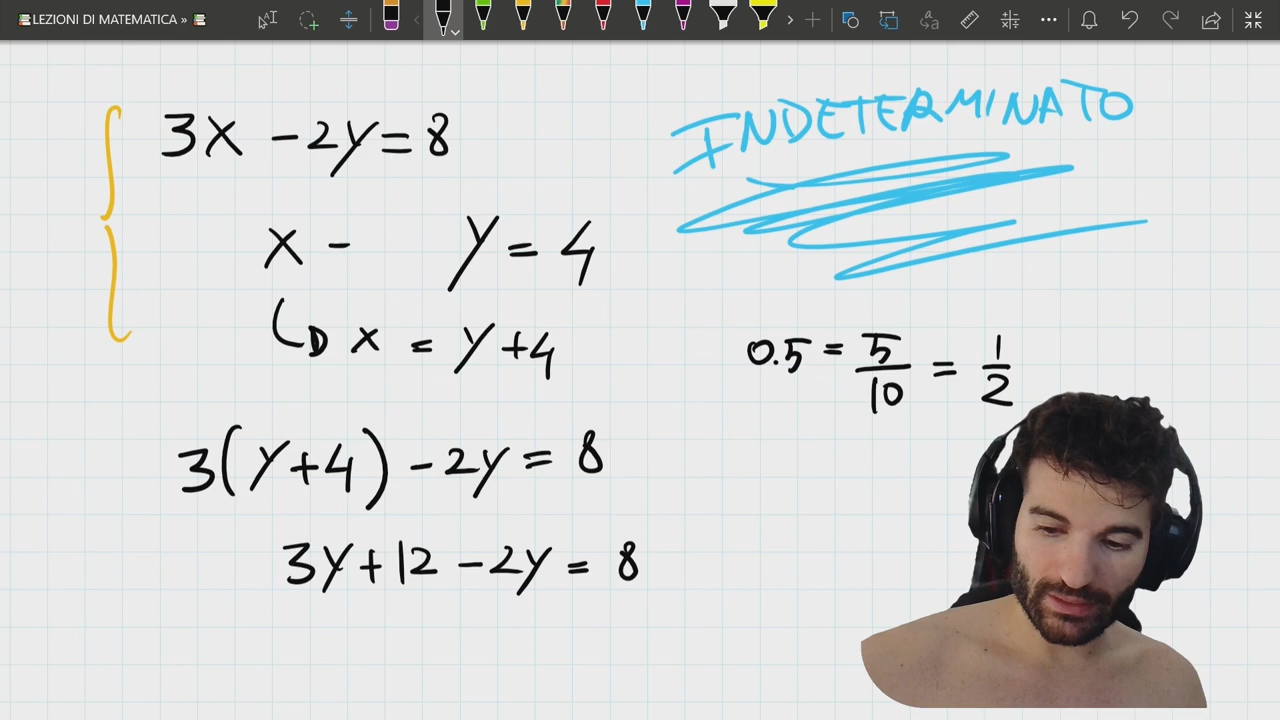 LEZIONI DI MATEMATICA »
3x - 2y = 8
x - y = 4
x = y + 4
3(y+4) - 2y = 8
3y + 12 - 2y = 8
INDETERMINATO
0.5 = 5/10 = 1/2